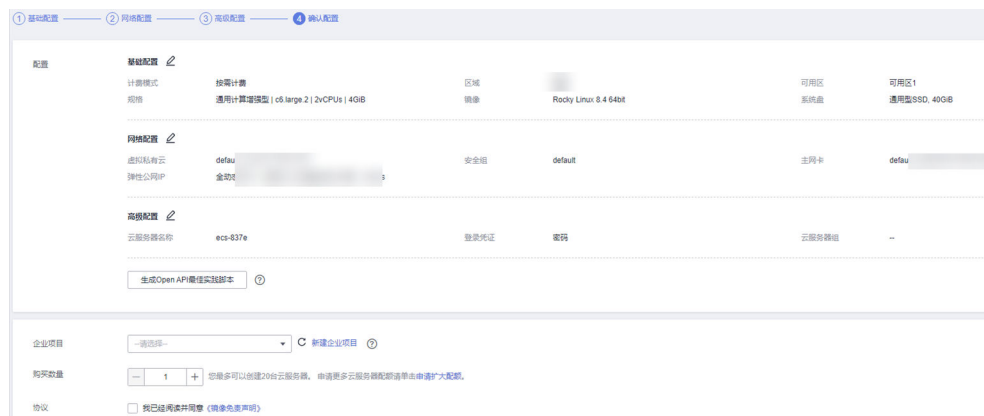 1 基础配置 2 网络配置 3 高级配置 4 确认配置
配置 基础配置
计费模式 按需计费 区域 可用区 可用区1
规格 通用计算增强型 | c6.large.2 | 2vCPUs | 4GiB 镜像 Rocky Linux 8.4 64bit 系统盘 通用型SSD, 40GiB
网络配置
虚拟私有云 defau 安全组 default 主网卡 defau
弹性公网IP 全动态 s
高级配置
云服务器名称 ecs-837e 登录凭证 密码 云服务器组 --
生成Open API最佳实践脚本 ?
企业项目 --请选择-- C 新建企业项目 ?
购买数量 − 1 + 您最多可以创建20台云服务器。 申请更多云服务器配额请单击申请扩大配额。
协议 我已经阅读并同意《镜像免责声明》